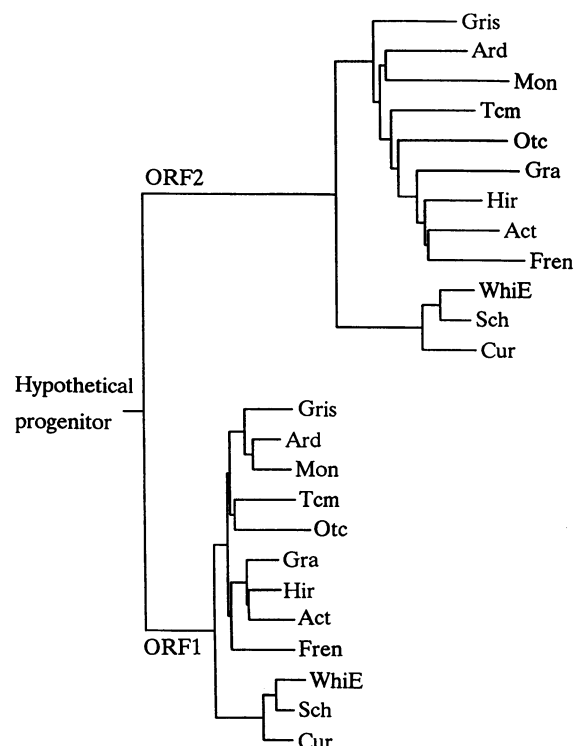 Gris
Ard
Mon
Tcm
Otc
Gra
Hir
Act
Fren
WhiE
Sch
Cur
ORF2
Hypothetical
progenitor
Gris
Ard
Mon
Tcm
Otc
Gra
Hir
Act
Fren
ORF1
WhiE
Sch
Cur